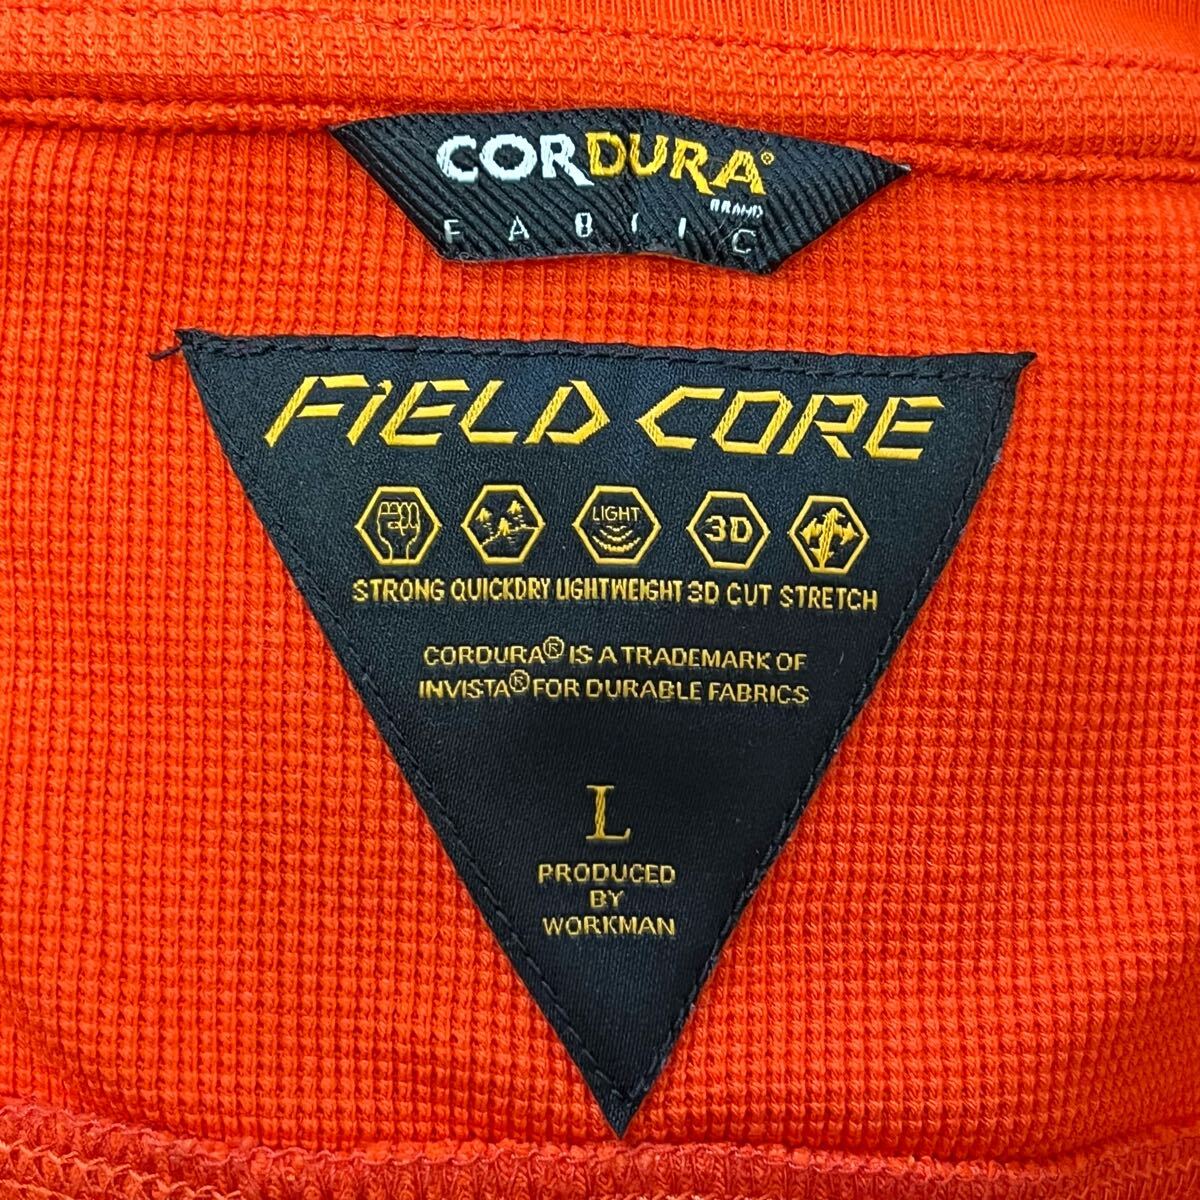 CORDURA®
BRAND
FABRIC
FiELD CORE
LIGHT 3D
STRONG QUICKDRY LIGHTWEIGHT 3D CUT STRETCH
CORDURA® IS A TRADEMARK OF
INVISTA® FOR DURABLE FABRICS
L
PRODUCED
BY
WORKMAN